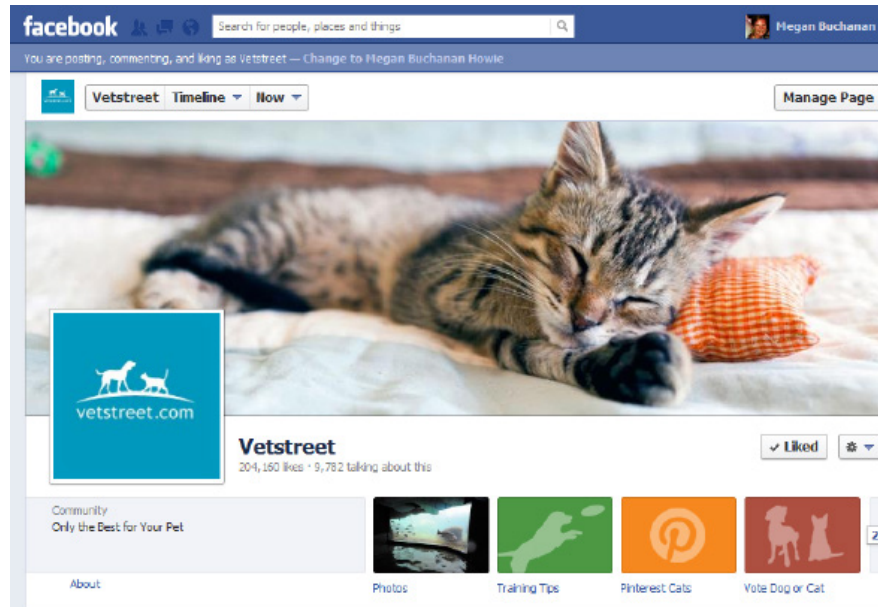 facebook
Search for people, places and things
Megan Buchanan
You are posting, commenting, and liking as Vetstreet — Change to Megan Buchanan Howie
Vetstreet Timeline Now
Manage Page
vetstreet.com
Vetstreet
204,160 likes · 9,782 talking about this
Liked
Community
Only the Best for Your Pet
About
Photos
Training Tips
Pinterest Cats
Vote Dog or Cat